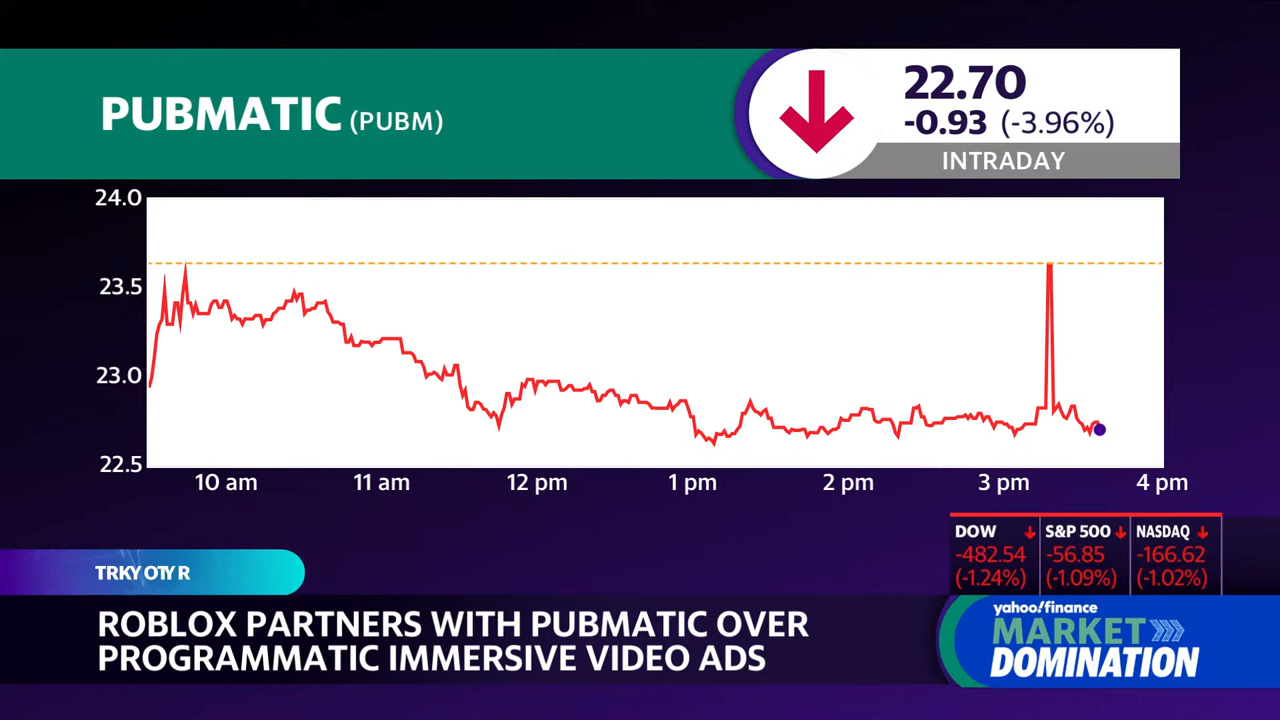 PUBMATIC (PUBM)
22.70
-0.93 (-3.96%)
INTRADAY
24.0
23.5
23.0
22.5
10 am 11 am 12 pm 1 pm 2 pm 3 pm 4 pm
DOW S&P 500 NASDAQ
-482.54 -56.85 -166.62
(-1.24%) (-1.09%) (-1.02%)
ROBLOX PARTNERS WITH PUBMATIC OVER
PROGRAMMATIC IMMERSIVE VIDEO ADS
yahoo!finance
MARKET
DOMINATION